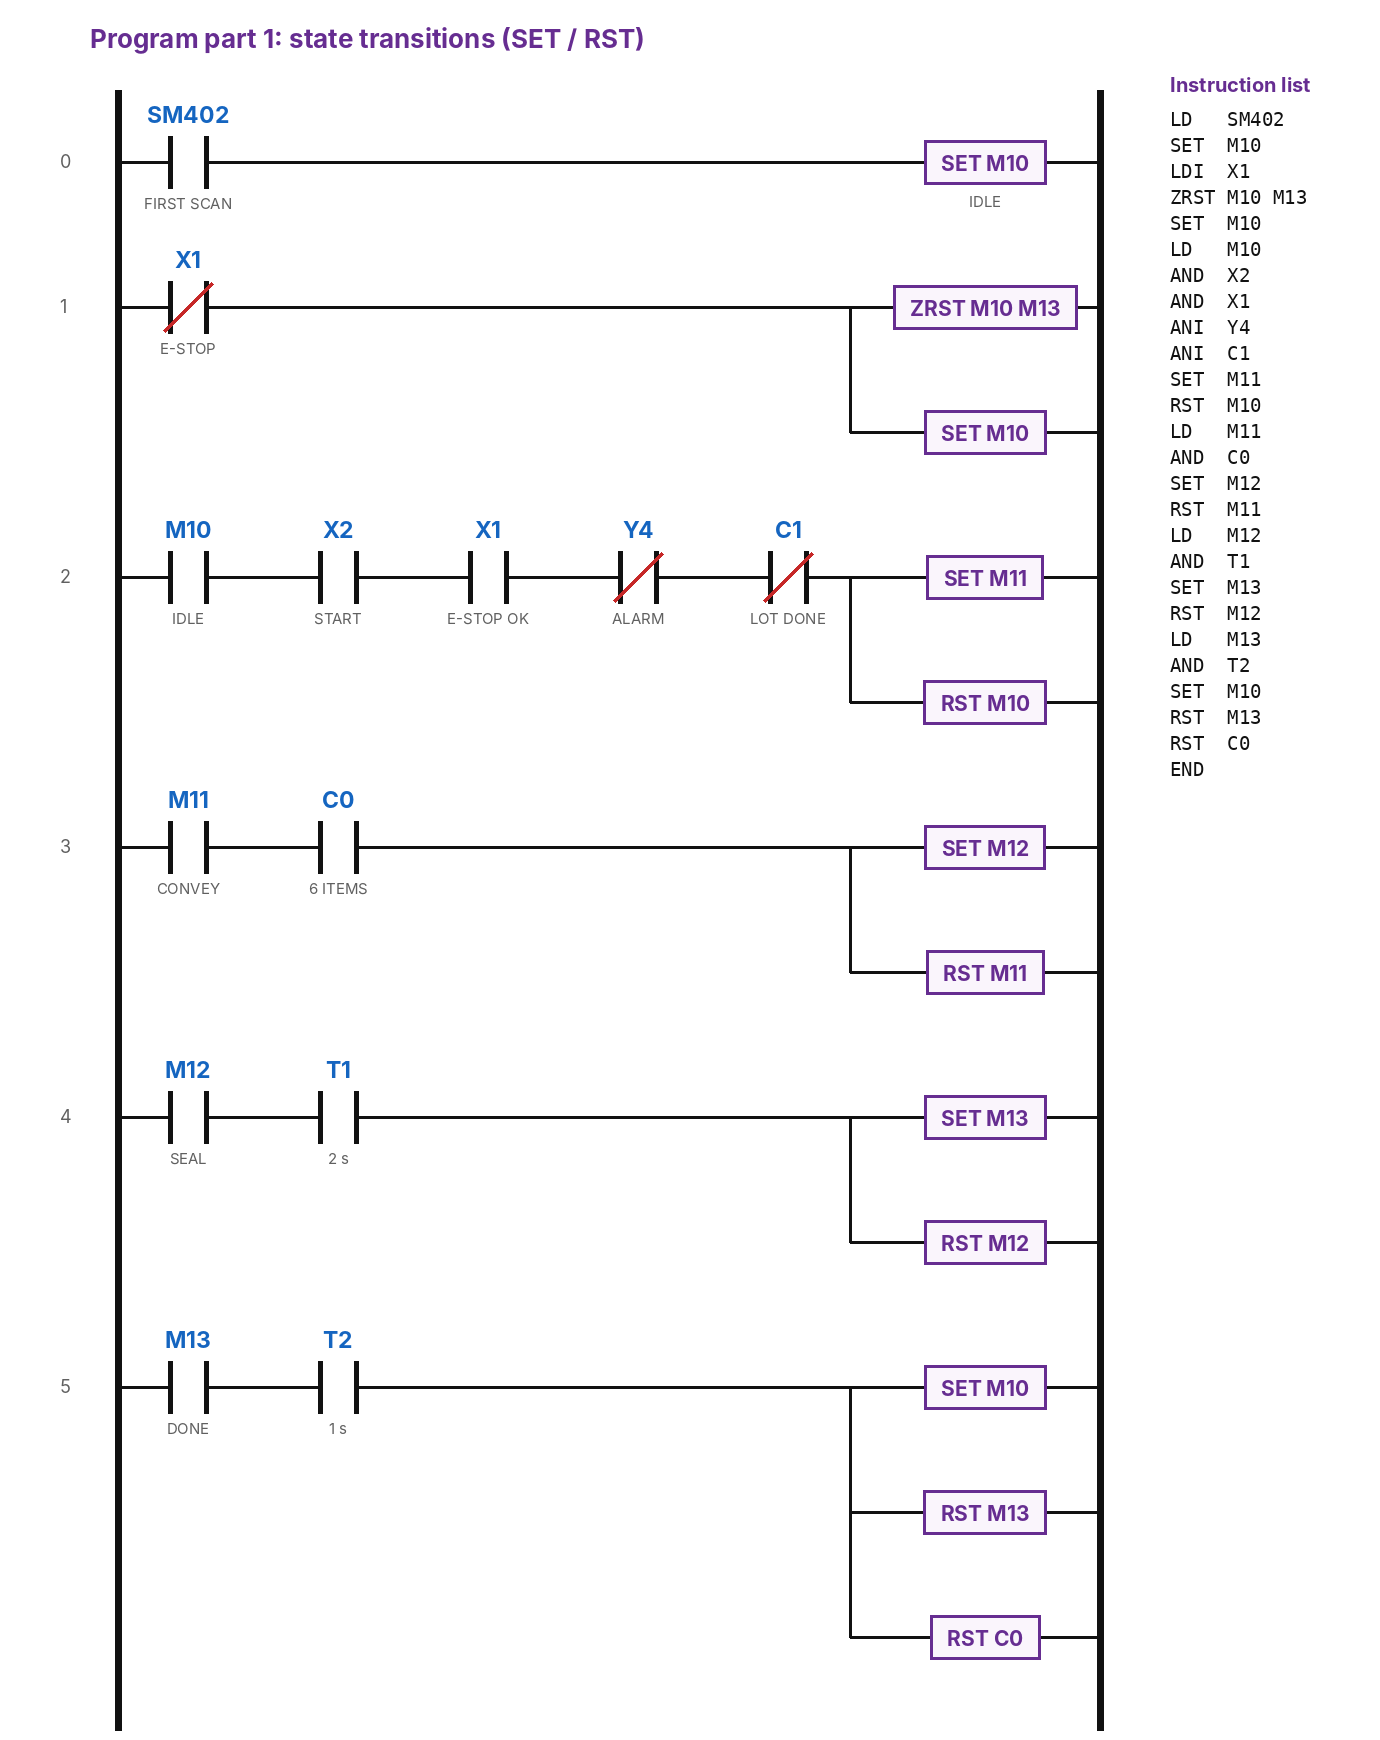 Program part 1: state transitions (SET / RST)
SM402
0
SET M10
FIRST SCAN
IDLE
X1
1
ZRST M10 M13
E-STOP
SET M10
M10 X2 X1 Y4 C1
2
SET M11
IDLE START E-STOP OK ALARM LOT DONE
RST M10
M11 C0
3
SET M12
CONVEY 6 ITEMS
RST M11
M12 T1
4
SET M13
SEAL 2 s
RST M12
M13 T2
5
SET M10
DONE 1 s
RST M13
RST C0
Instruction list
LD SM402
SET M10
LDI X1
ZRST M10 M13
SET M10
LD M10
AND X2
AND X1
ANI Y4
ANI C1
SET M11
RST M10
LD M11
AND C0
SET M12
RST M11
LD M12
AND T1
SET M13
RST M12
LD M13
AND T2
SET M10
RST M13
RST C0
END